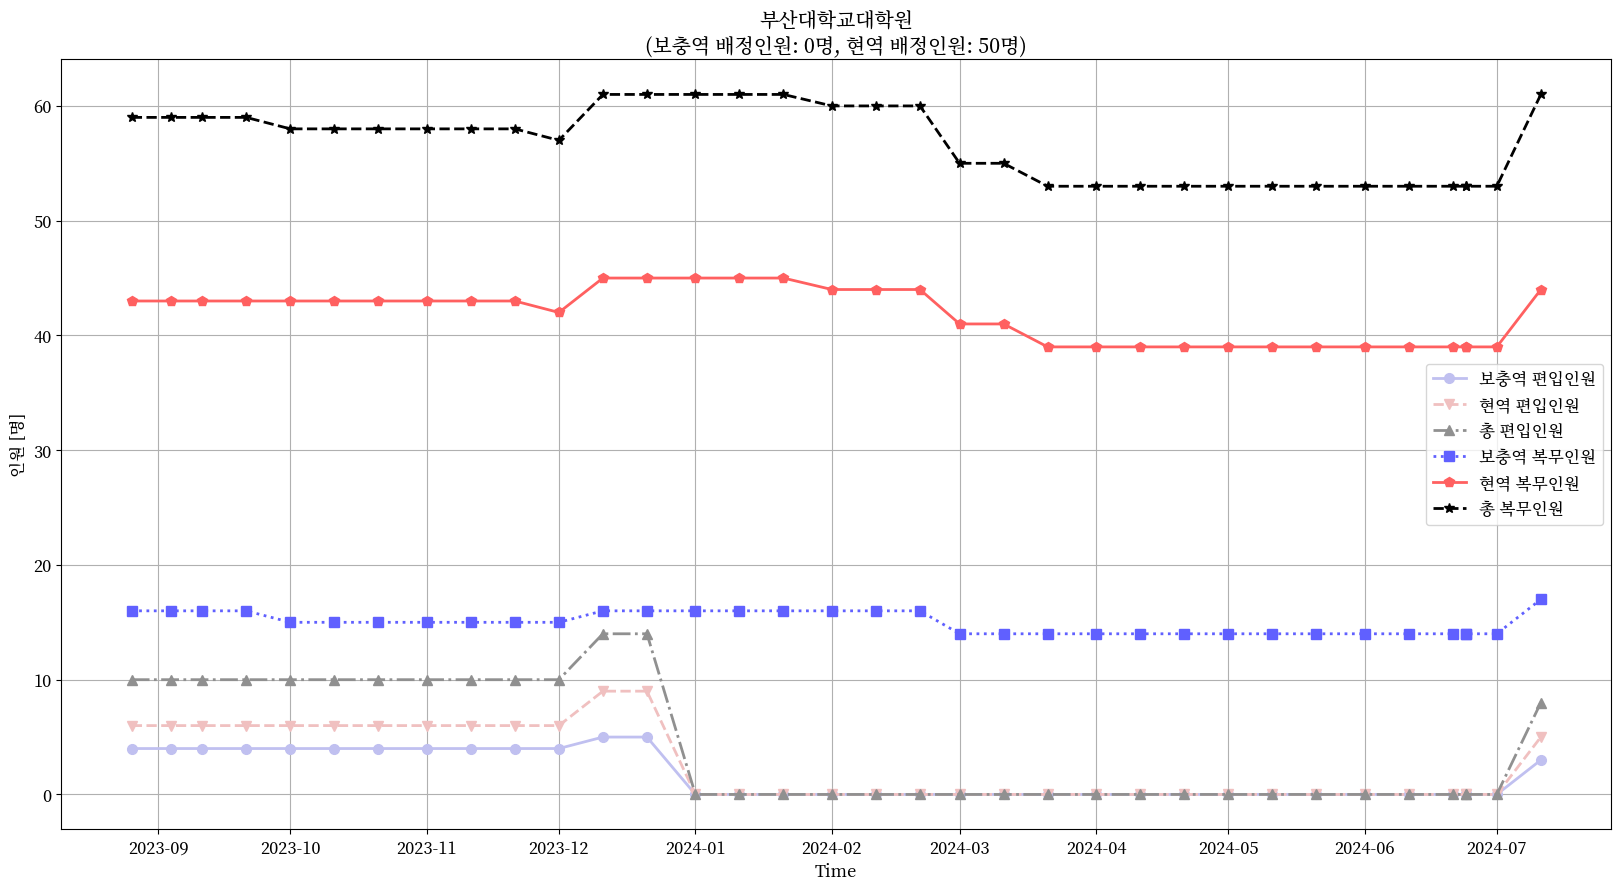 부산대학교대학원
(보충역 배정인원: 0명, 현역 배정인원: 50명)
인원 [명]
60
50
40
30
20
10
0
보충역 편입인원
현역 편입인원
총 편입인원
보충역 복무인원
현역 복무인원
총 복무인원
2023-09
2023-10
2023-11
2023-12
2024-01
2024-02
2024-03
2024-04
2024-05
2024-06
2024-07
Time